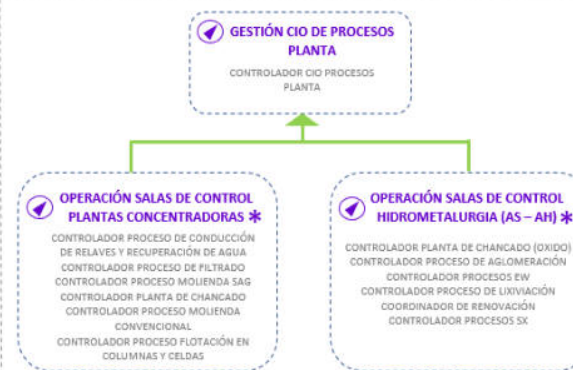 GESTIÓN CIO DE PROCESOS
PLANTA
CONTROLADOR CIO PROCESOS
PLANTA
OPERACIÓN SALAS DE CONTROL
PLANTAS CONCENTRADORAS *
CONTROLADOR PROCESO DE CONDUCCIÓN
DE RELAVES Y RECUPERACIÓN DE AGUA
CONTROLADOR PROCESO DE FILTRADO
CONTROLADOR PROCESO MOLIENDA SAG
CONTROLADOR PLANTA DE CHANCADO
CONTROLADOR PROCESO MOLIENDA
CONVENCIONAL
CONTROLADOR PROCESO FLOTACIÓN EN
COLUMNAS Y CELDAS
OPERACIÓN SALAS DE CONTROL
HIDROMETALURGIA (AS – AH) *
CONTROLADOR PLANTA DE CHANCADO (OXIDO)
CONTROLADOR PROCESO DE AGLOMERACIÓN
CONTROLADOR PROCESOS EW
CONTROLADOR PROCESO DE LIXIVIACIÓN
COORDINADOR DE RENOVACIÓN
CONTROLADOR PROCESOS SX